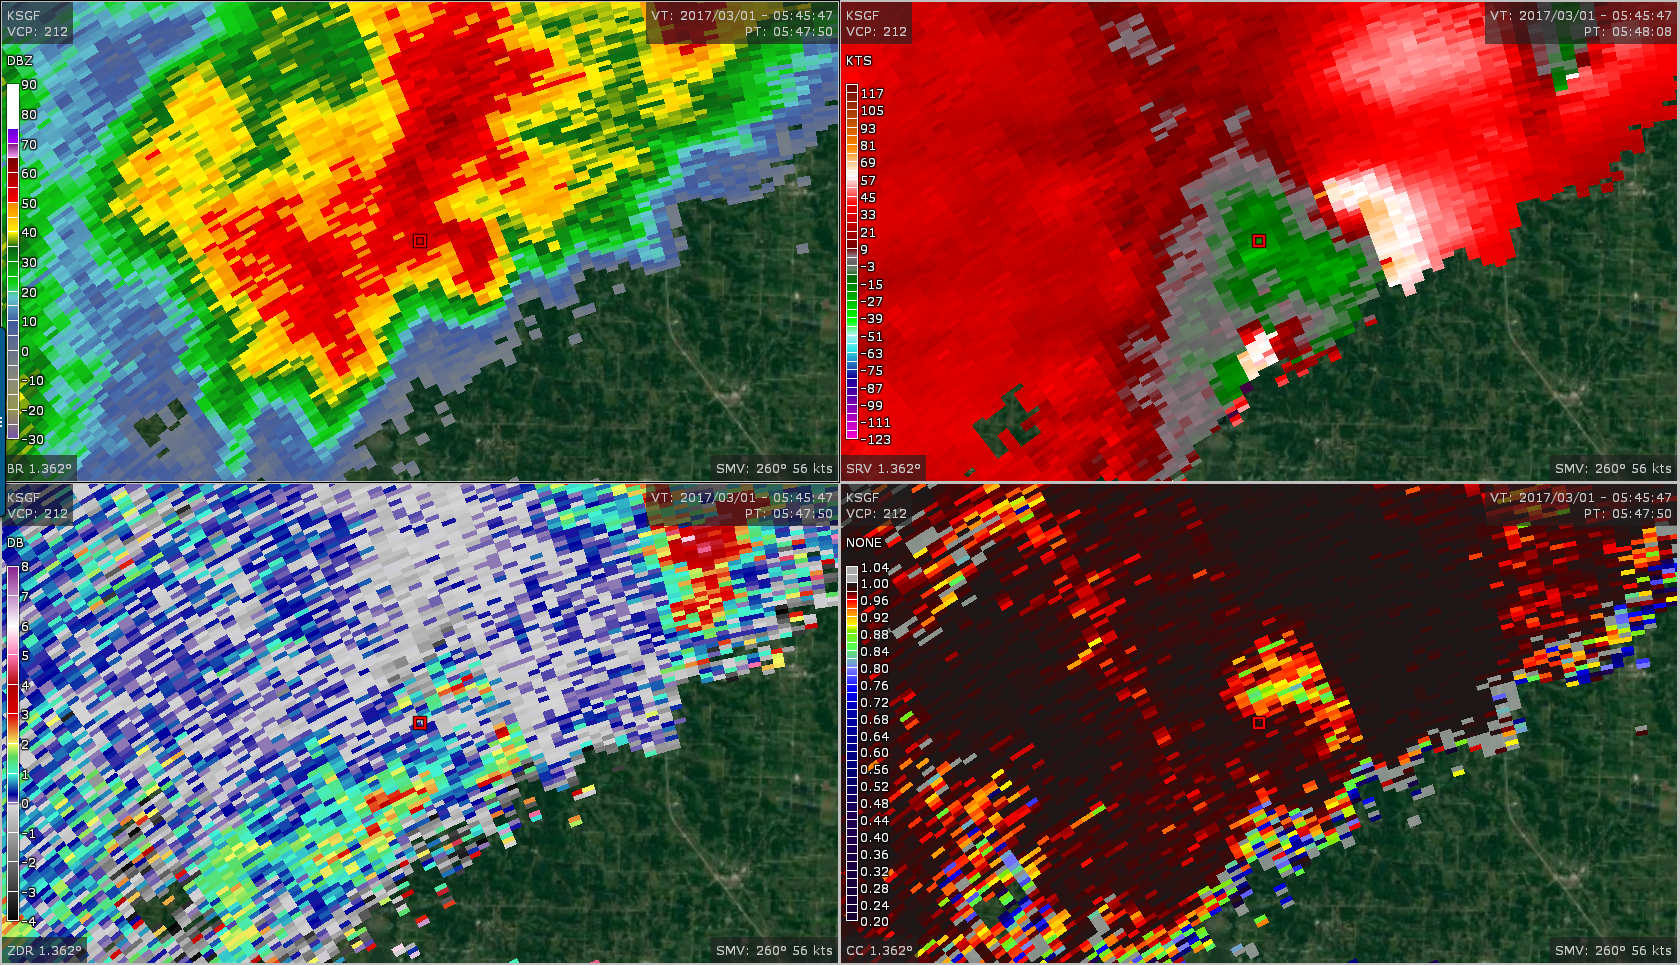 KSGF
VCP: 212
VT: 2017/03/01 - 05:45:47
PT: 05:47:50
DBZ
90
80
70
60
50
40
30
20
10
0
-10
-20
-30
BR 1.362°
SMV: 260° 56 kts
KSGF
VCP: 212
VT: 2017/03/01 - 05:45:47
PT: 05:48:08
KTS
117
105
93
81
69
57
45
33
21
9
-3
-15
-27
-39
-51
-63
-75
-87
-99
-111
-123
SRV 1.362°
SMV: 260° 56 kts
KSGF
VCP: 212
VT: 2017/03/01 - 05:45:47
PT: 05:47:50
DB
8
7
6
5
4
3
2
1
0
-1
-2
-3
-4
ZDR 1.362°
SMV: 260° 56 kts
KSGF
VCP: 212
VT: 2017/03/01 - 05:45:47
PT: 05:47:50
NONE
1.04
1.00
0.96
0.92
0.88
0.84
0.80
0.76
0.72
0.68
0.64
0.60
0.56
0.52
0.48
0.44
0.40
0.36
0.32
0.28
0.24
0.20
CC 1.362°
SMV: 260° 56 kts